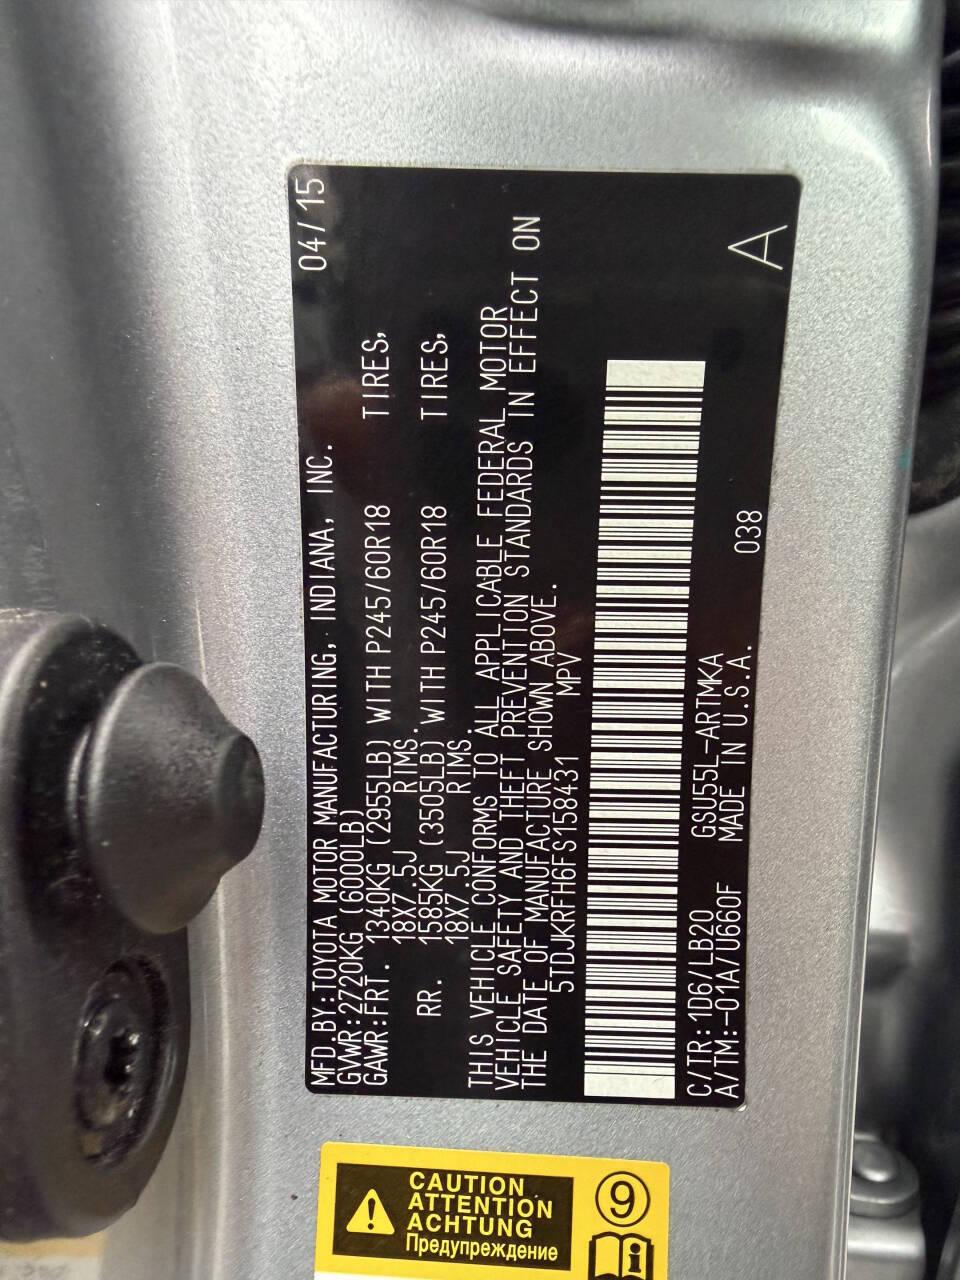 MFD.BY:TOYOTA MOTOR MANUFACTURING, INDIANA, INC. 04/15
GVWR:2720KG (6000LB)
GAWR:FRT. 1340KG (2955LB) WITH P245/60R18 TIRES,
18X7.5J RIMS.
RR. 1585KG (3505LB) WITH P245/60R18 TIRES,
18X7.5J RIMS.
THIS VEHICLE CONFORMS TO ALL APPLICABLE FEDERAL MOTOR
VEHICLE SAFETY AND THEFT PREVENTION STANDARDS IN EFFECT ON
THE DATE OF MANUFACTURE SHOWN ABOVE.
5TDJKRFH6FS158431 MPV
C/TR:1D6/LB20 GSU55L-ARTMKA
A/TM:-01A/U660F MADE IN U.S.A. 038 A
CAUTION
ATTENTION
ACHTUNG
Предупреждение
9
i